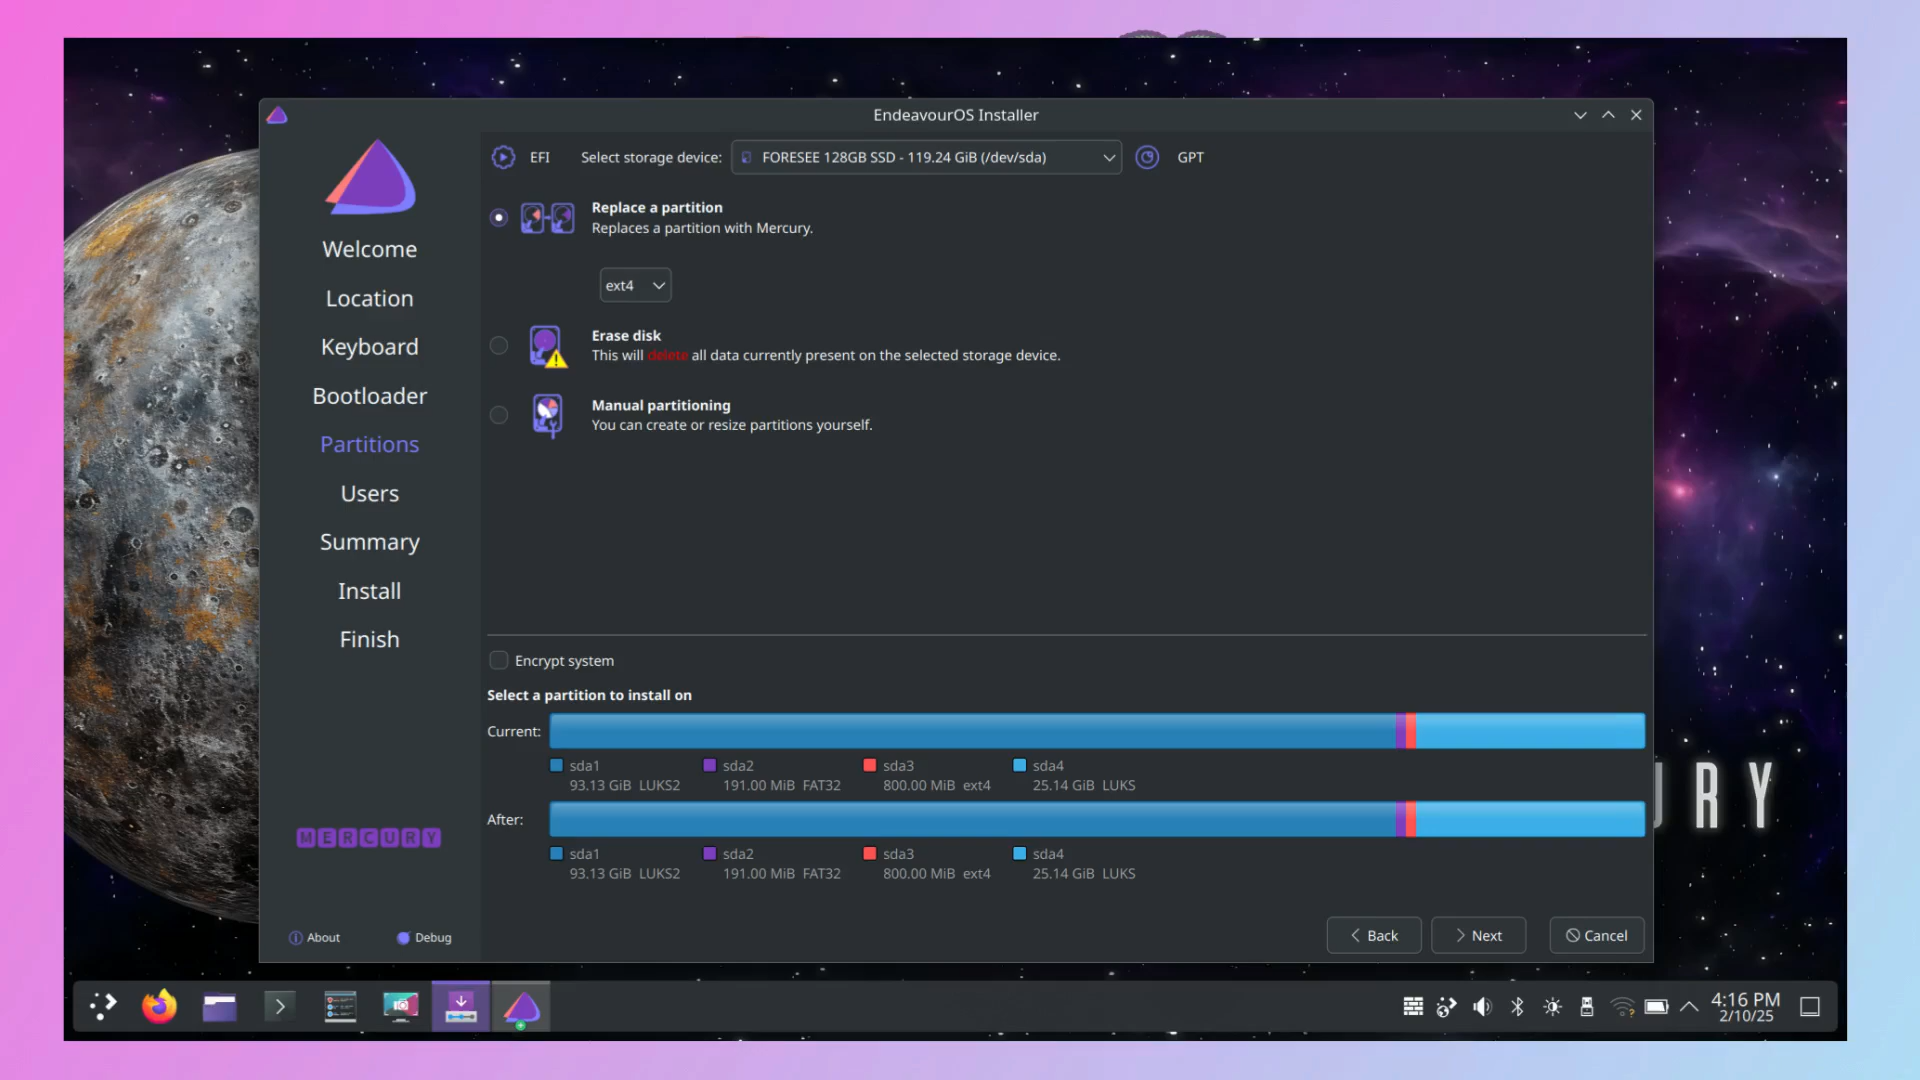 EndeavourOS Installer
EFI
Select storage device:
FORESEE 128GB SSD - 119.24 GiB (/dev/sda)
GPT
Welcome
Location
Keyboard
Bootloader
Partitions
Users
Summary
Install
Finish
MERCURY
About
Debug
Replace a partition
Replaces a partition with Mercury.
ext4
Erase disk
This will delete all data currently present on the selected storage device.
Manual partitioning
You can create or resize partitions yourself.
Encrypt system
Select a partition to install on
Current:
sda1
93.13 GiB LUKS2
sda2
191.00 MiB FAT32
sda3
800.00 MiB ext4
sda4
25.14 GiB LUKS
After:
sda1
93.13 GiB LUKS2
sda2
191.00 MiB FAT32
sda3
800.00 MiB ext4
sda4
25.14 GiB LUKS
Back
Next
Cancel
RY
4:16 PM
2/10/25